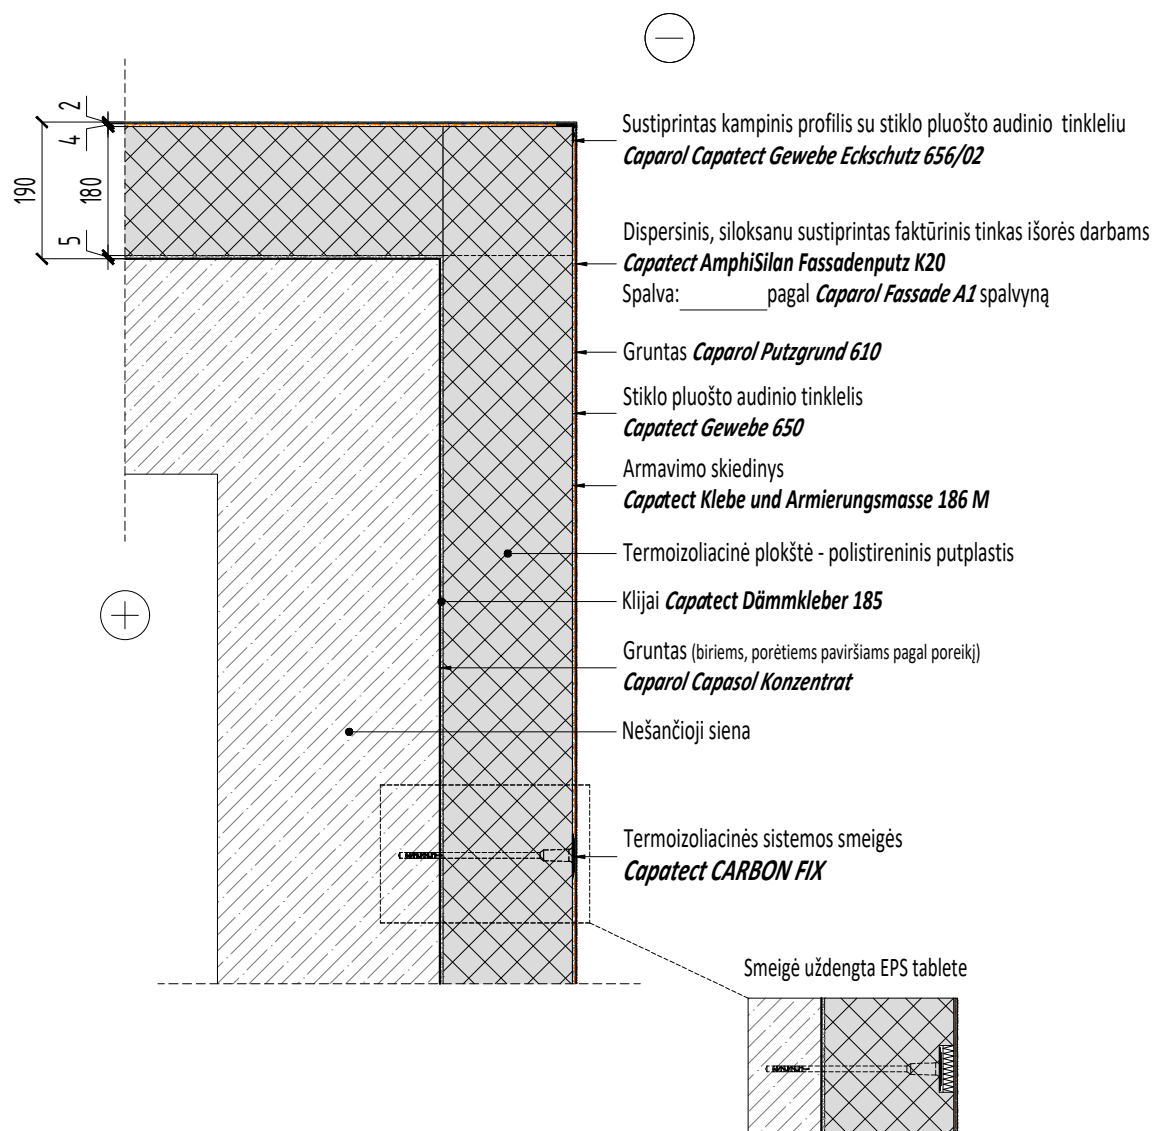 2
4
190
180
5
Sustiprintas kampinis profilis su stiklo pluošto audinio tinkleliu
Caparol Capatect Gewebe Eckschutz 656/02
Dispersinis, siloksanu sustiprintas faktūrinis tinkas išorės darbams
Capatect AmphiSilan Fassadenputz K20
Spalva:________pagal Caparol Fassade A1 spalvyną
Gruntas Caparol Putzgrund 610
Stiklo pluošto audinio tinklelis
Capatect Gewebe 650
Armavimo skiedinys
Capatect Klebe und Armierungsmasse 186 M
Termoizoliacinė plokštė - polistireninis putplastis
Klijai Capatect Dämmkleber 185
Gruntas (biriems, porėtiems paviršiams pagal poreikį)
Caparol Capasol Konzentrat
Nešančioji siena
Termoizoliacinės sistemos smeigės
Capatect CARBON FIX
Smeigė uždengta EPS tablete